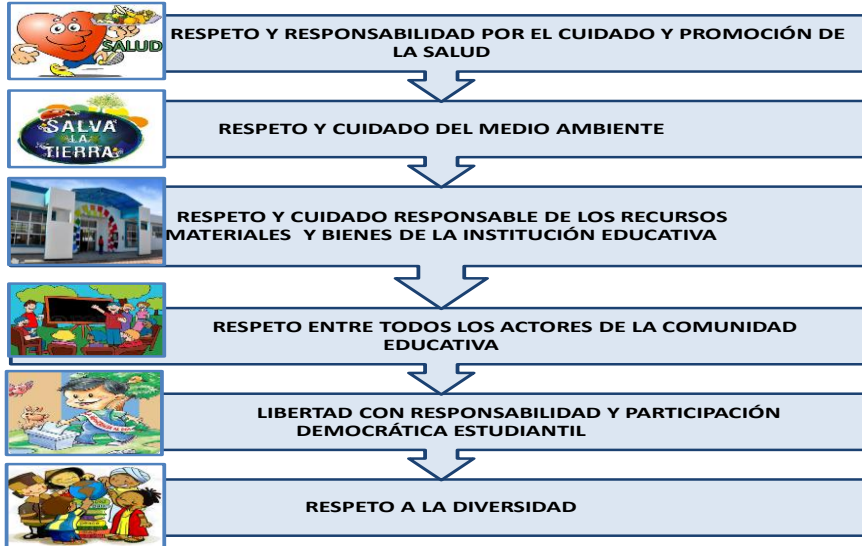 SALUD
RESPETO Y RESPONSABILIDAD POR EL CUIDADO Y PROMOCIÓN DE
LA SALUD
SALVA
LA
TIERRA
RESPETO Y CUIDADO DEL MEDIO AMBIENTE
RESPETO Y CUIDADO RESPONSABLE DE LOS RECURSOS
MATERIALES Y BIENES DE LA INSTITUCIÓN EDUCATIVA
RESPETO ENTRE TODOS LOS ACTORES DE LA COMUNIDAD
EDUCATIVA
LIBERTAD CON RESPONSABILIDAD Y PARTICIPACIÓN
DEMOCRÁTICA ESTUDIANTIL
RESPETO A LA DIVERSIDAD